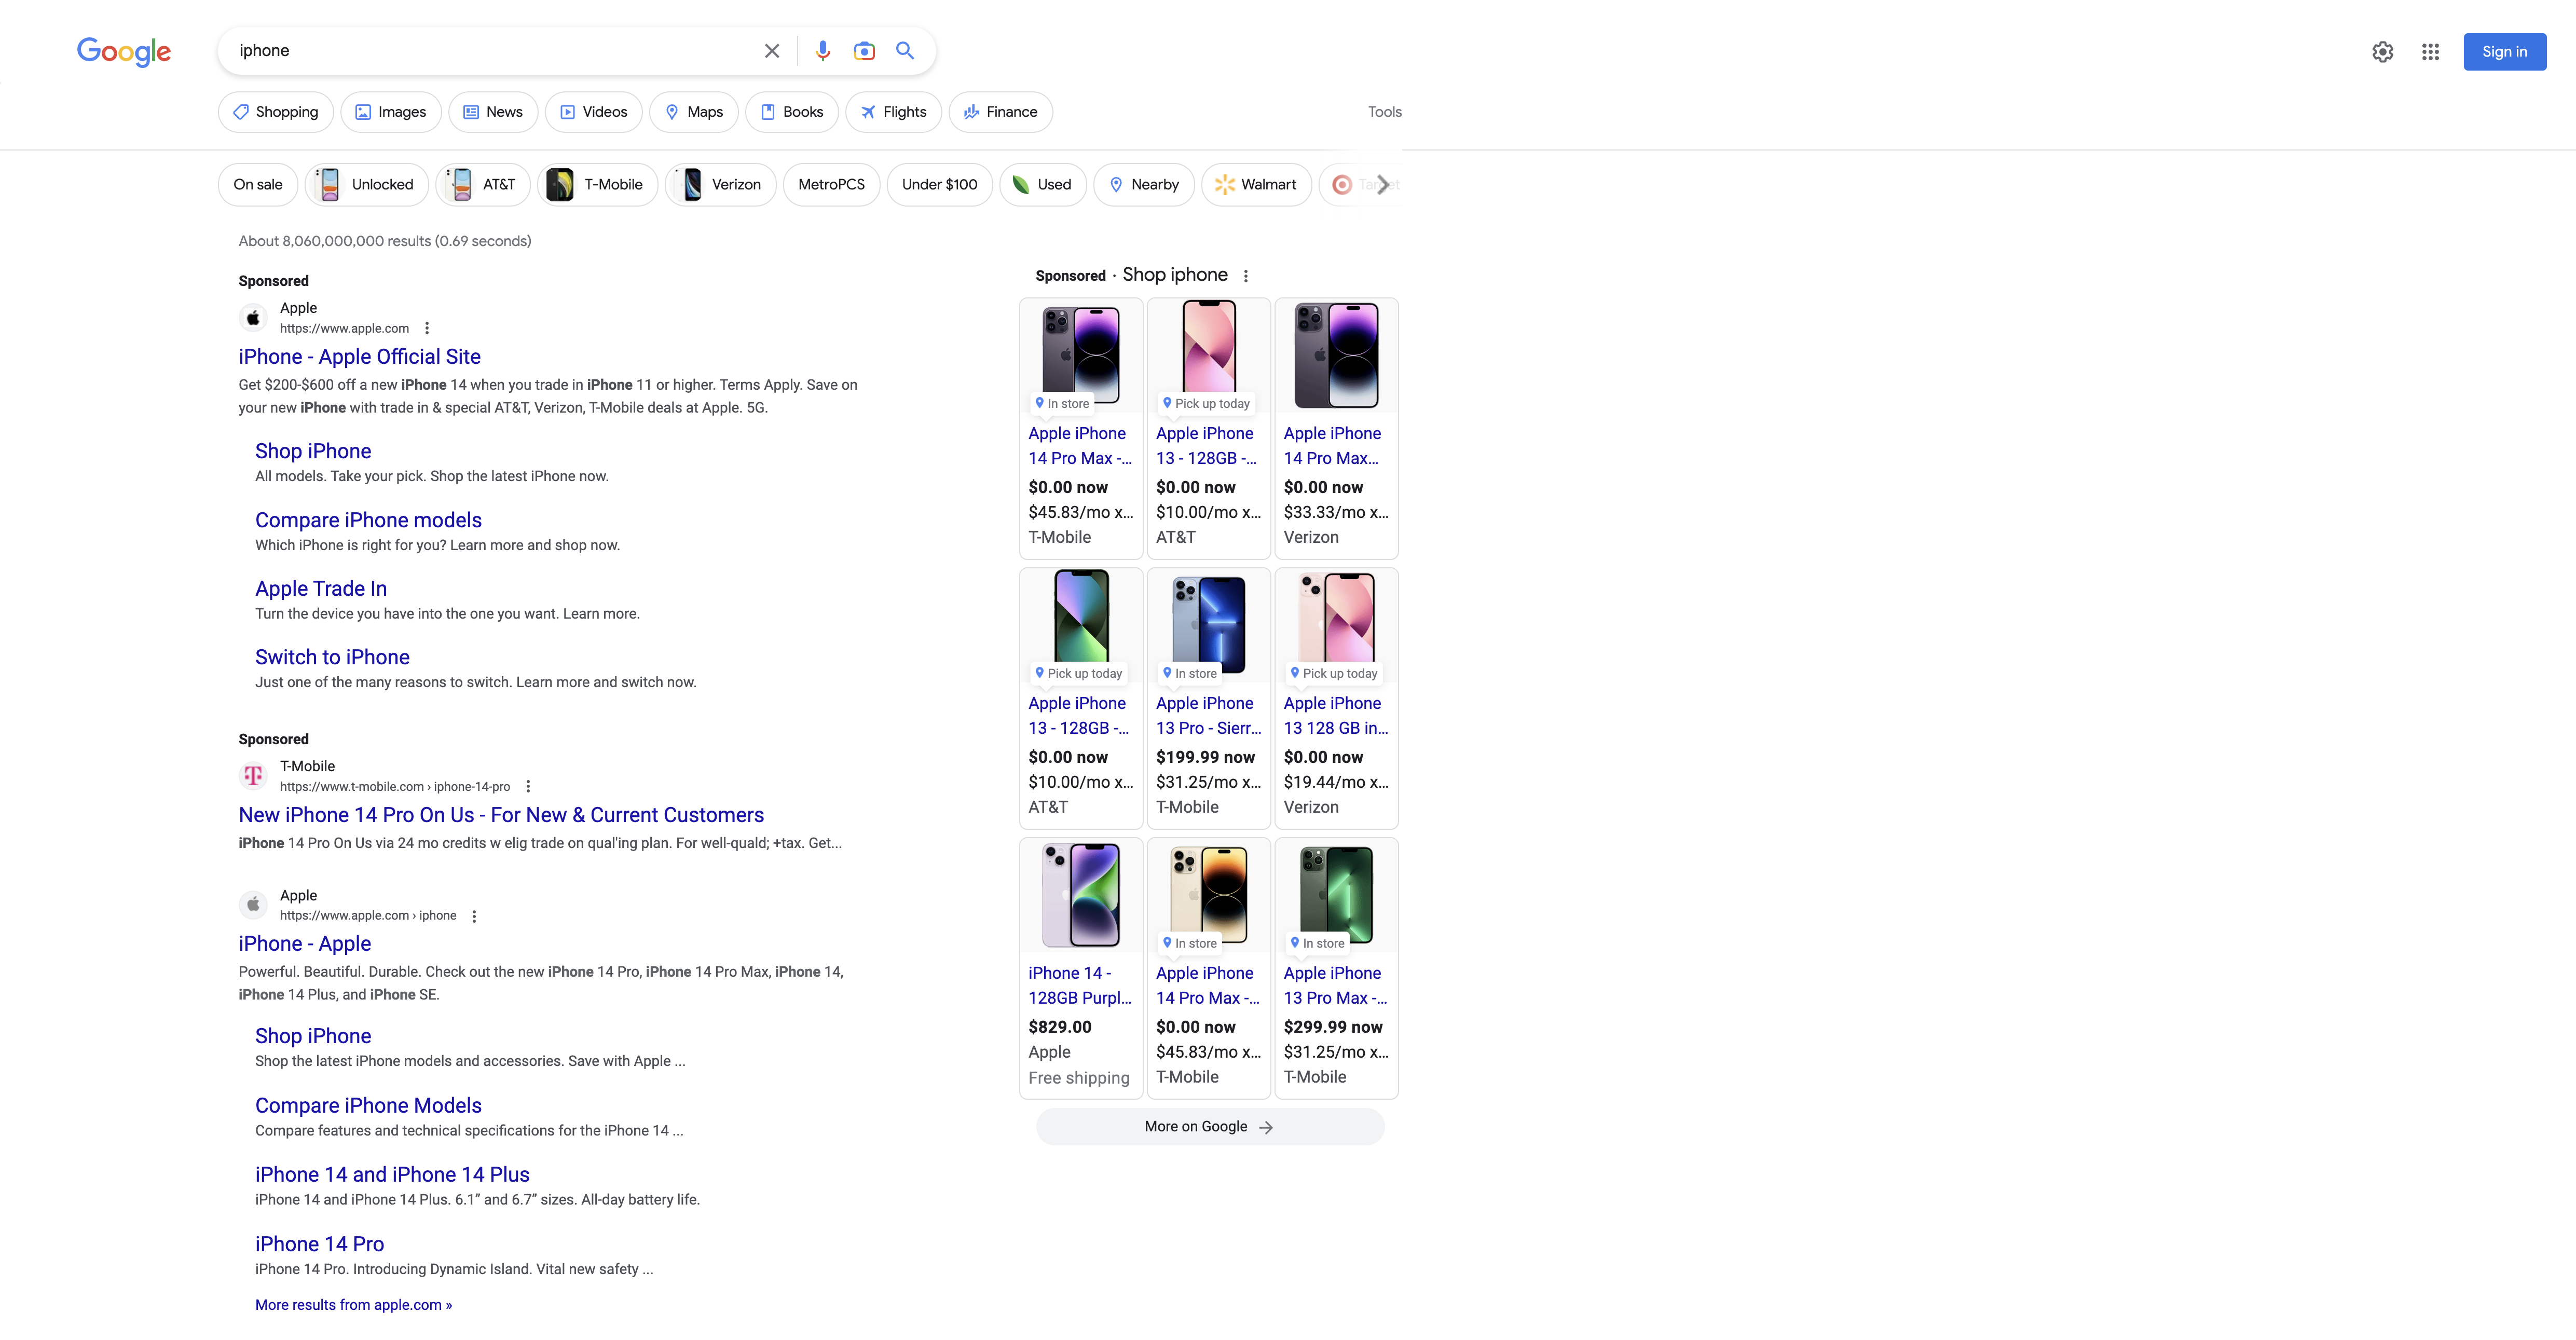 Google
iphone
Sign in
Shopping
Images
News
Videos
Maps
Books
Flights
Finance
Tools
On sale
Unlocked
AT&T
T-Mobile
Verizon
MetroPCS
Under $100
Used
Nearby
Walmart
Target
About 8,060,000,000 results (0.69 seconds)
Sponsored
Apple
https://www.apple.com
iPhone - Apple Official Site
Get $200-$600 off a new iPhone 14 when you trade in iPhone 11 or higher. Terms Apply. Save on
your new iPhone with trade in & special AT&T, Verizon, T-Mobile deals at Apple. 5G.
Shop iPhone
All models. Take your pick. Shop the latest iPhone now.
Compare iPhone models
Which iPhone is right for you? Learn more and shop now.
Apple Trade In
Turn the device you have into the one you want. Learn more.
Switch to iPhone
Just one of the many reasons to switch. Learn more and switch now.
Sponsored
T-Mobile
https://www.t-mobile.com › iphone-14-pro
New iPhone 14 Pro On Us - For New & Current Customers
iPhone 14 Pro On Us via 24 mo credits w elig trade on qual'ing plan. For well-quald; +tax. Get...
Apple
https://www.apple.com › iphone
iPhone - Apple
Powerful. Beautiful. Durable. Check out the new iPhone 14 Pro, iPhone 14 Pro Max, iPhone 14,
iPhone 14 Plus, and iPhone SE.
Shop iPhone
Shop the latest iPhone models and accessories. Save with Apple ...
Compare iPhone Models
Compare features and technical specifications for the iPhone 14 ...
iPhone 14 and iPhone 14 Plus
iPhone 14 and iPhone 14 Plus. 6.1” and 6.7” sizes. All-day battery life.
iPhone 14 Pro
iPhone 14 Pro. Introducing Dynamic Island. Vital new safety ...
More results from apple.com »
Sponsored · Shop iphone
In store
Apple iPhone
14 Pro Max -...
$0.00 now
$45.83/mo x...
T-Mobile
Pick up today
Apple iPhone
13 - 128GB -...
$0.00 now
$10.00/mo x...
AT&T
Apple iPhone
14 Pro Max...
$0.00 now
$33.33/mo x...
Verizon
Pick up today
Apple iPhone
13 - 128GB -...
$0.00 now
$10.00/mo x...
AT&T
In store
Apple iPhone
13 Pro - Sierr...
$199.99 now
$31.25/mo x...
T-Mobile
Pick up today
Apple iPhone
13 128 GB in...
$0.00 now
$19.44/mo x...
Verizon
iPhone 14 -
128GB Purpl...
$829.00
Apple
Free shipping
In store
Apple iPhone
14 Pro Max -...
$0.00 now
$45.83/mo x...
T-Mobile
In store
Apple iPhone
13 Pro Max -...
$299.99 now
$31.25/mo x...
T-Mobile
More on Google